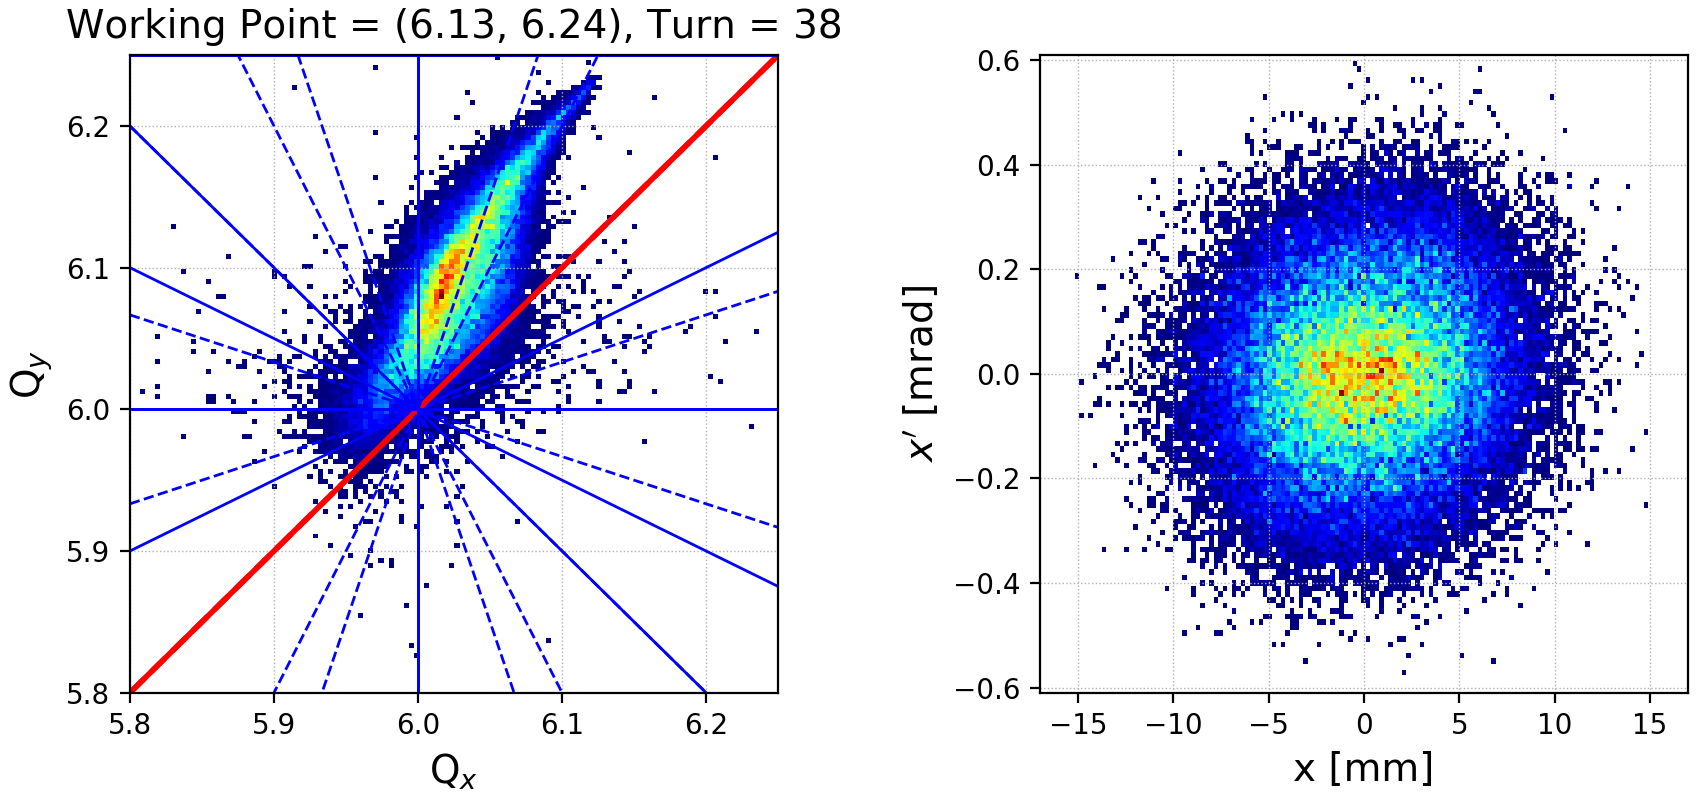 Working Point = (6.13, 6.24), Turn = 38
6.2
6.1
6.0
5.9
5.8
Q_y
5.8 5.9 6.0 6.1 6.2
Q_x
0.6
0.4
0.2
0.0
−0.2
−0.4
−0.6
x′ [mrad]
−15 −10 −5 0 5 10 15
x [mm]